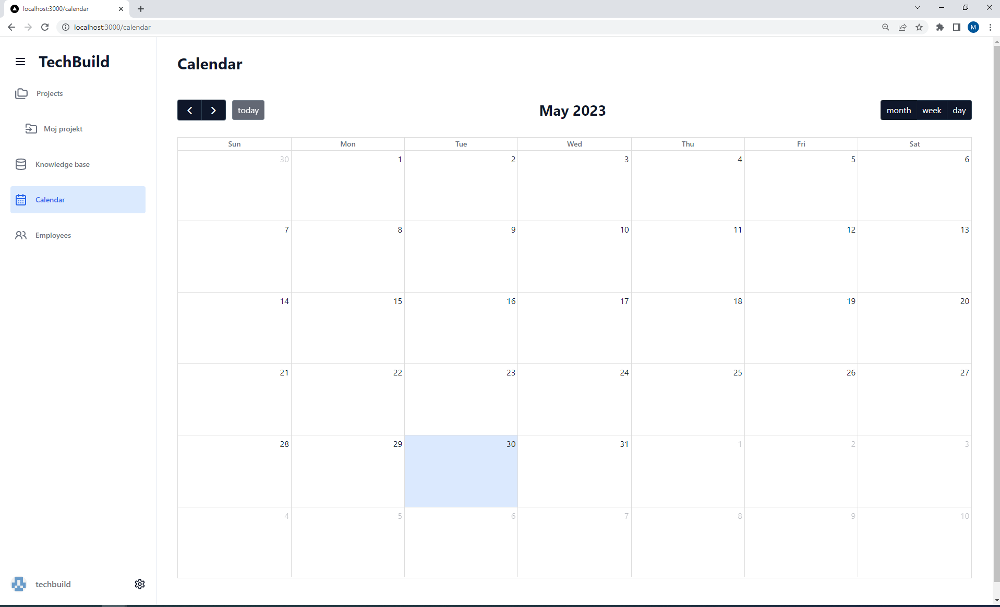 localhost:3000/calendar
localhost:3000/calendar
M
TechBuild
Projects
Moj projekt
Knowledge base
Calendar
Employees
techbuild
Calendar
today
May 2023
month week day
Sun Mon Tue Wed Thu Fri Sat
30 1 2 3 4 5 6
7 8 9 10 11 12 13
14 15 16 17 18 19 20
21 22 23 24 25 26 27
28 29 30 31 1 2 3
4 5 6 7 8 9 10